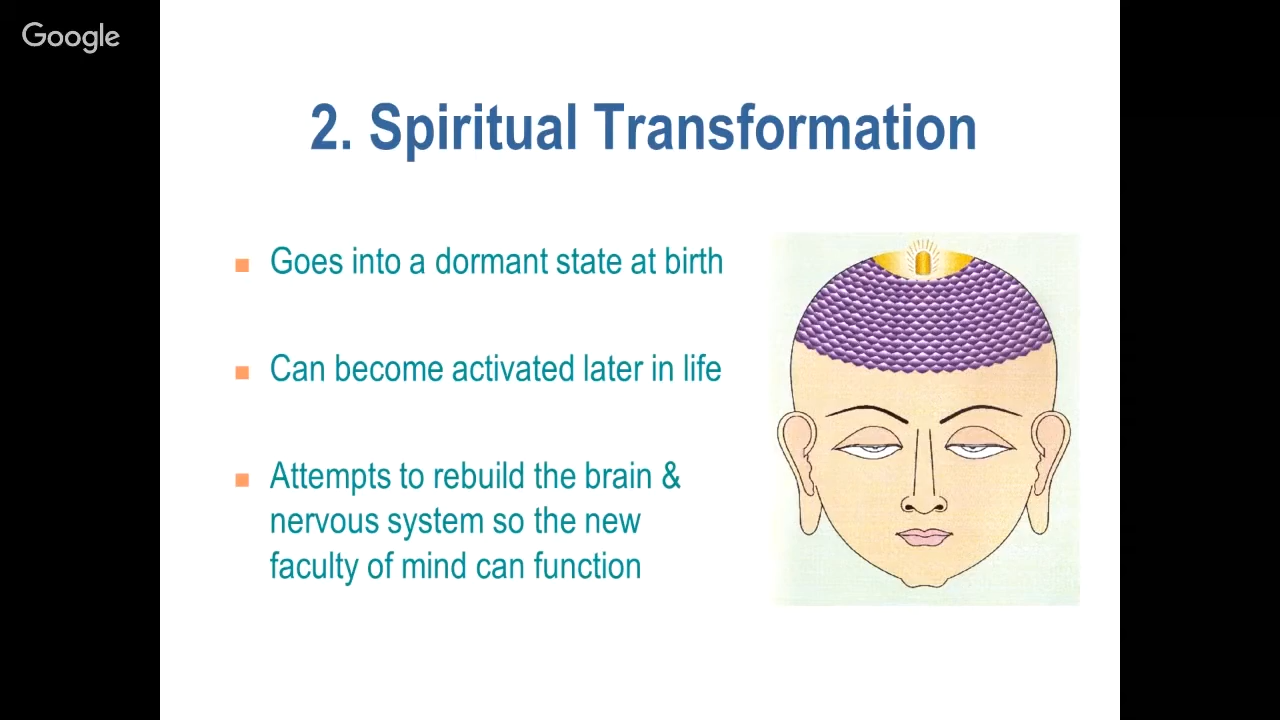 Google
2. Spiritual Transformation
Goes into a dormant state at birth
Can become activated later in life
Attempts to rebuild the brain &
nervous system so the new
faculty of mind can function